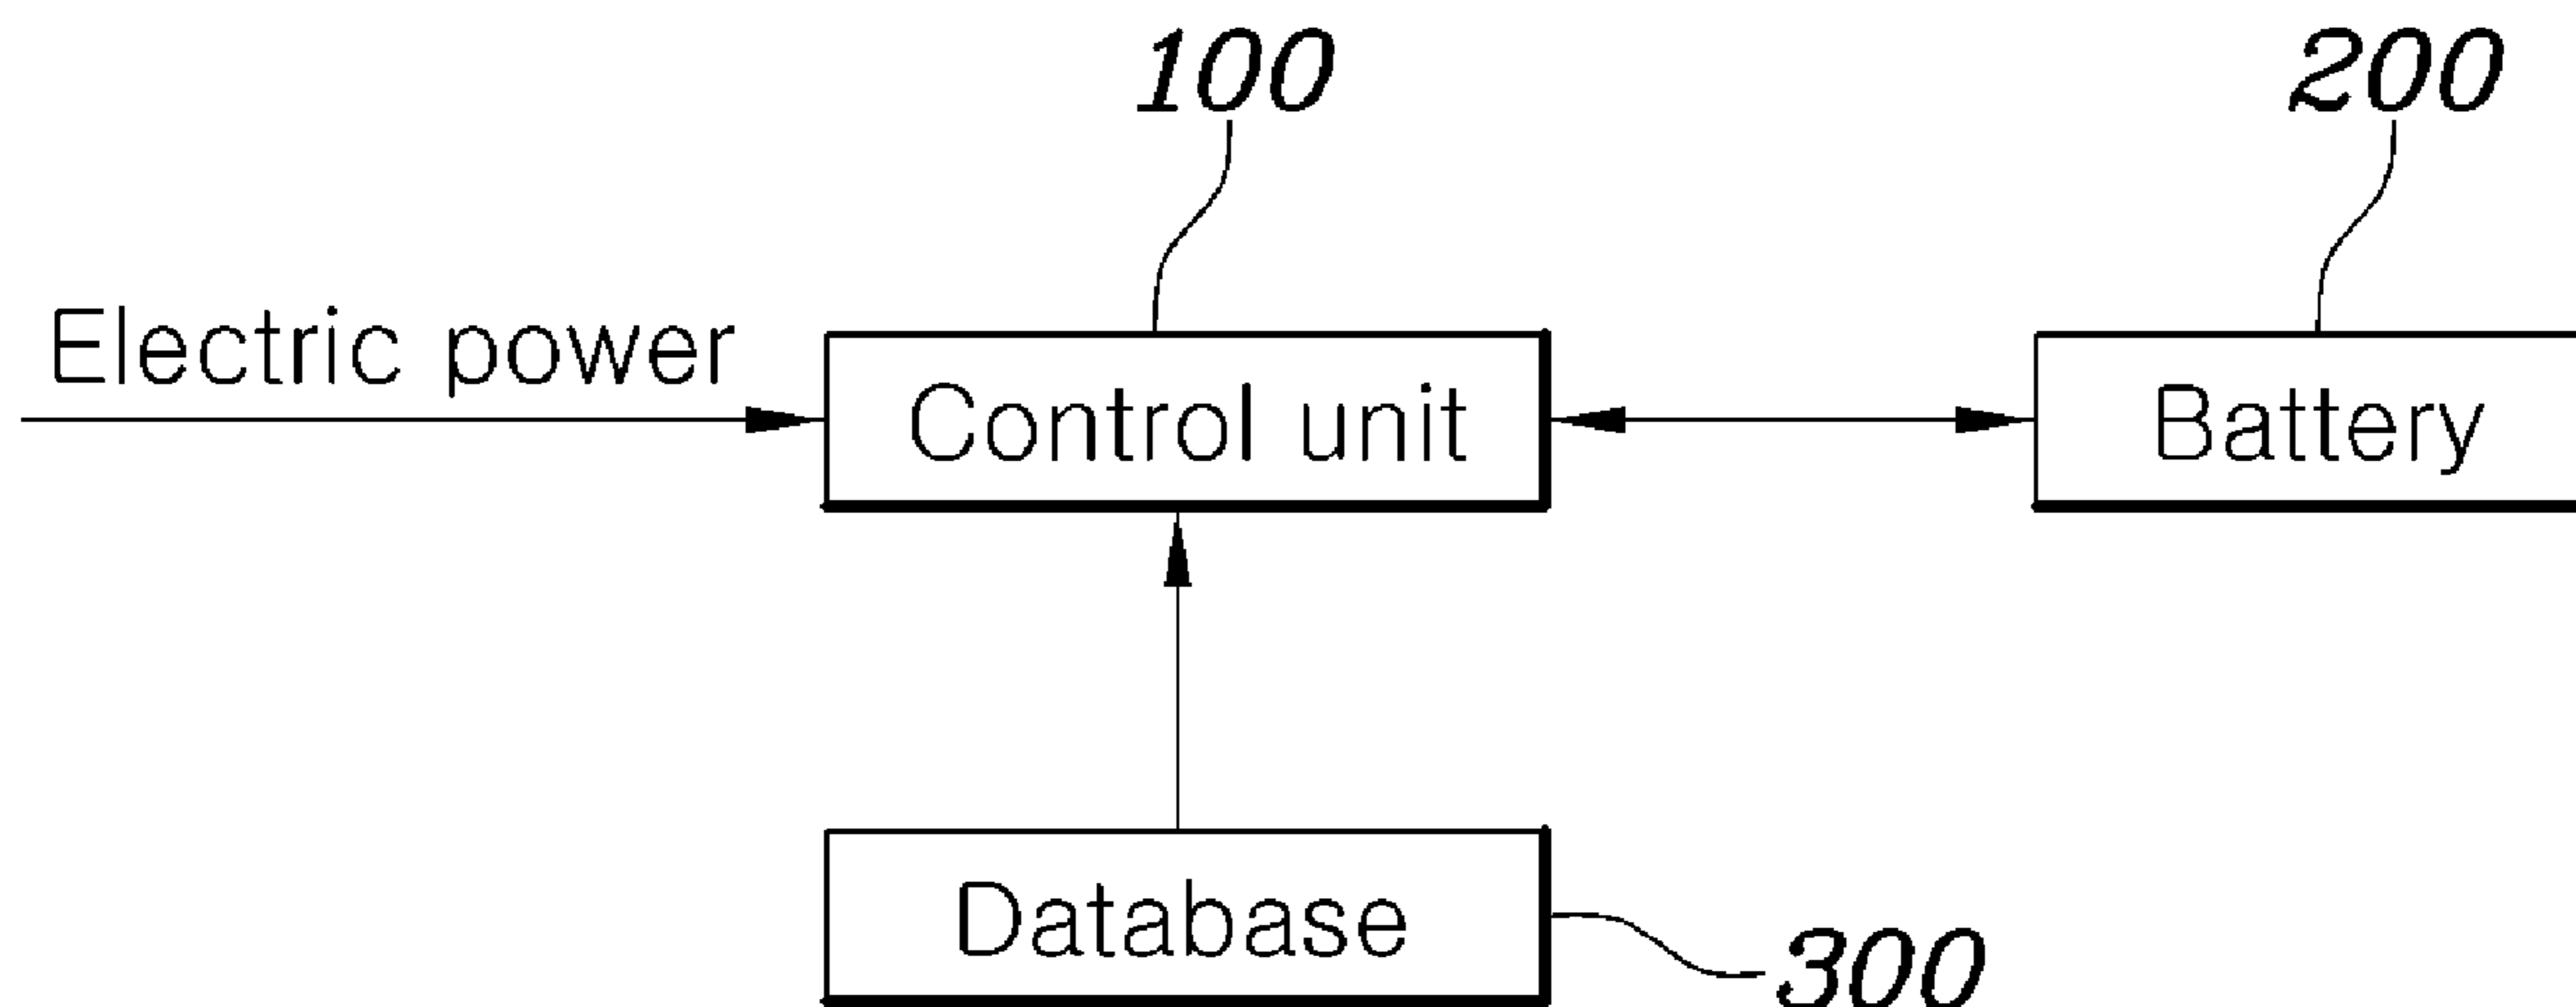 100
200
Electric power
Control unit
Battery
Database
300